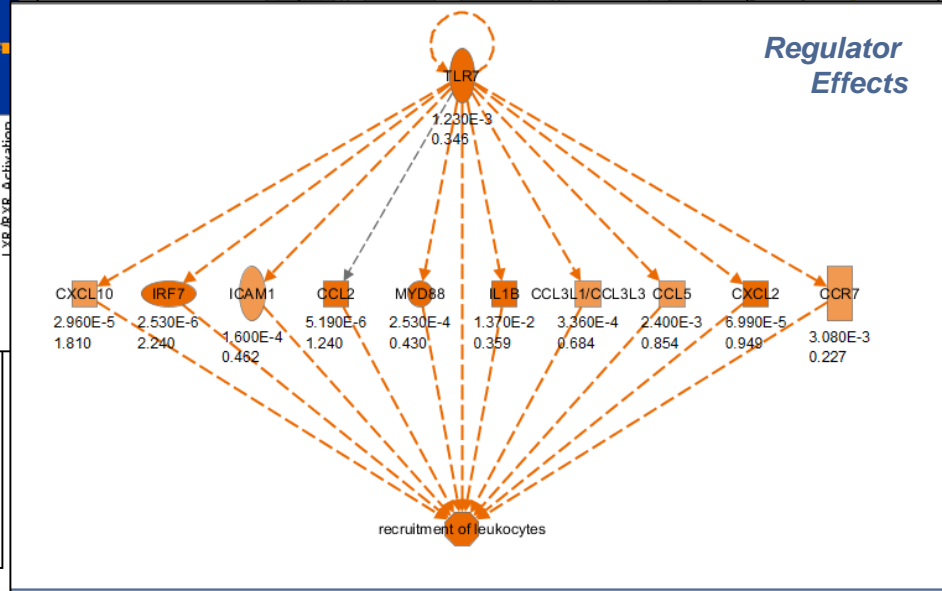 Regulator
Effects
TLR7
1.230E-3
0.346
CXCL10
2.960E-5
1.810
IRF7
2.530E-6
2.240
ICAM1
1.600E-4
0.462
CCL2
5.190E-6
1.240
MYD88
2.530E-4
0.430
IL1B
1.370E-2
0.359
CCL3L1/CCL3L3
3.360E-4
0.684
CCL5
2.400E-3
0.854
CXCL2
6.990E-5
0.949
CCR7
3.080E-3
0.227
recruitment of leukocytes
Activation